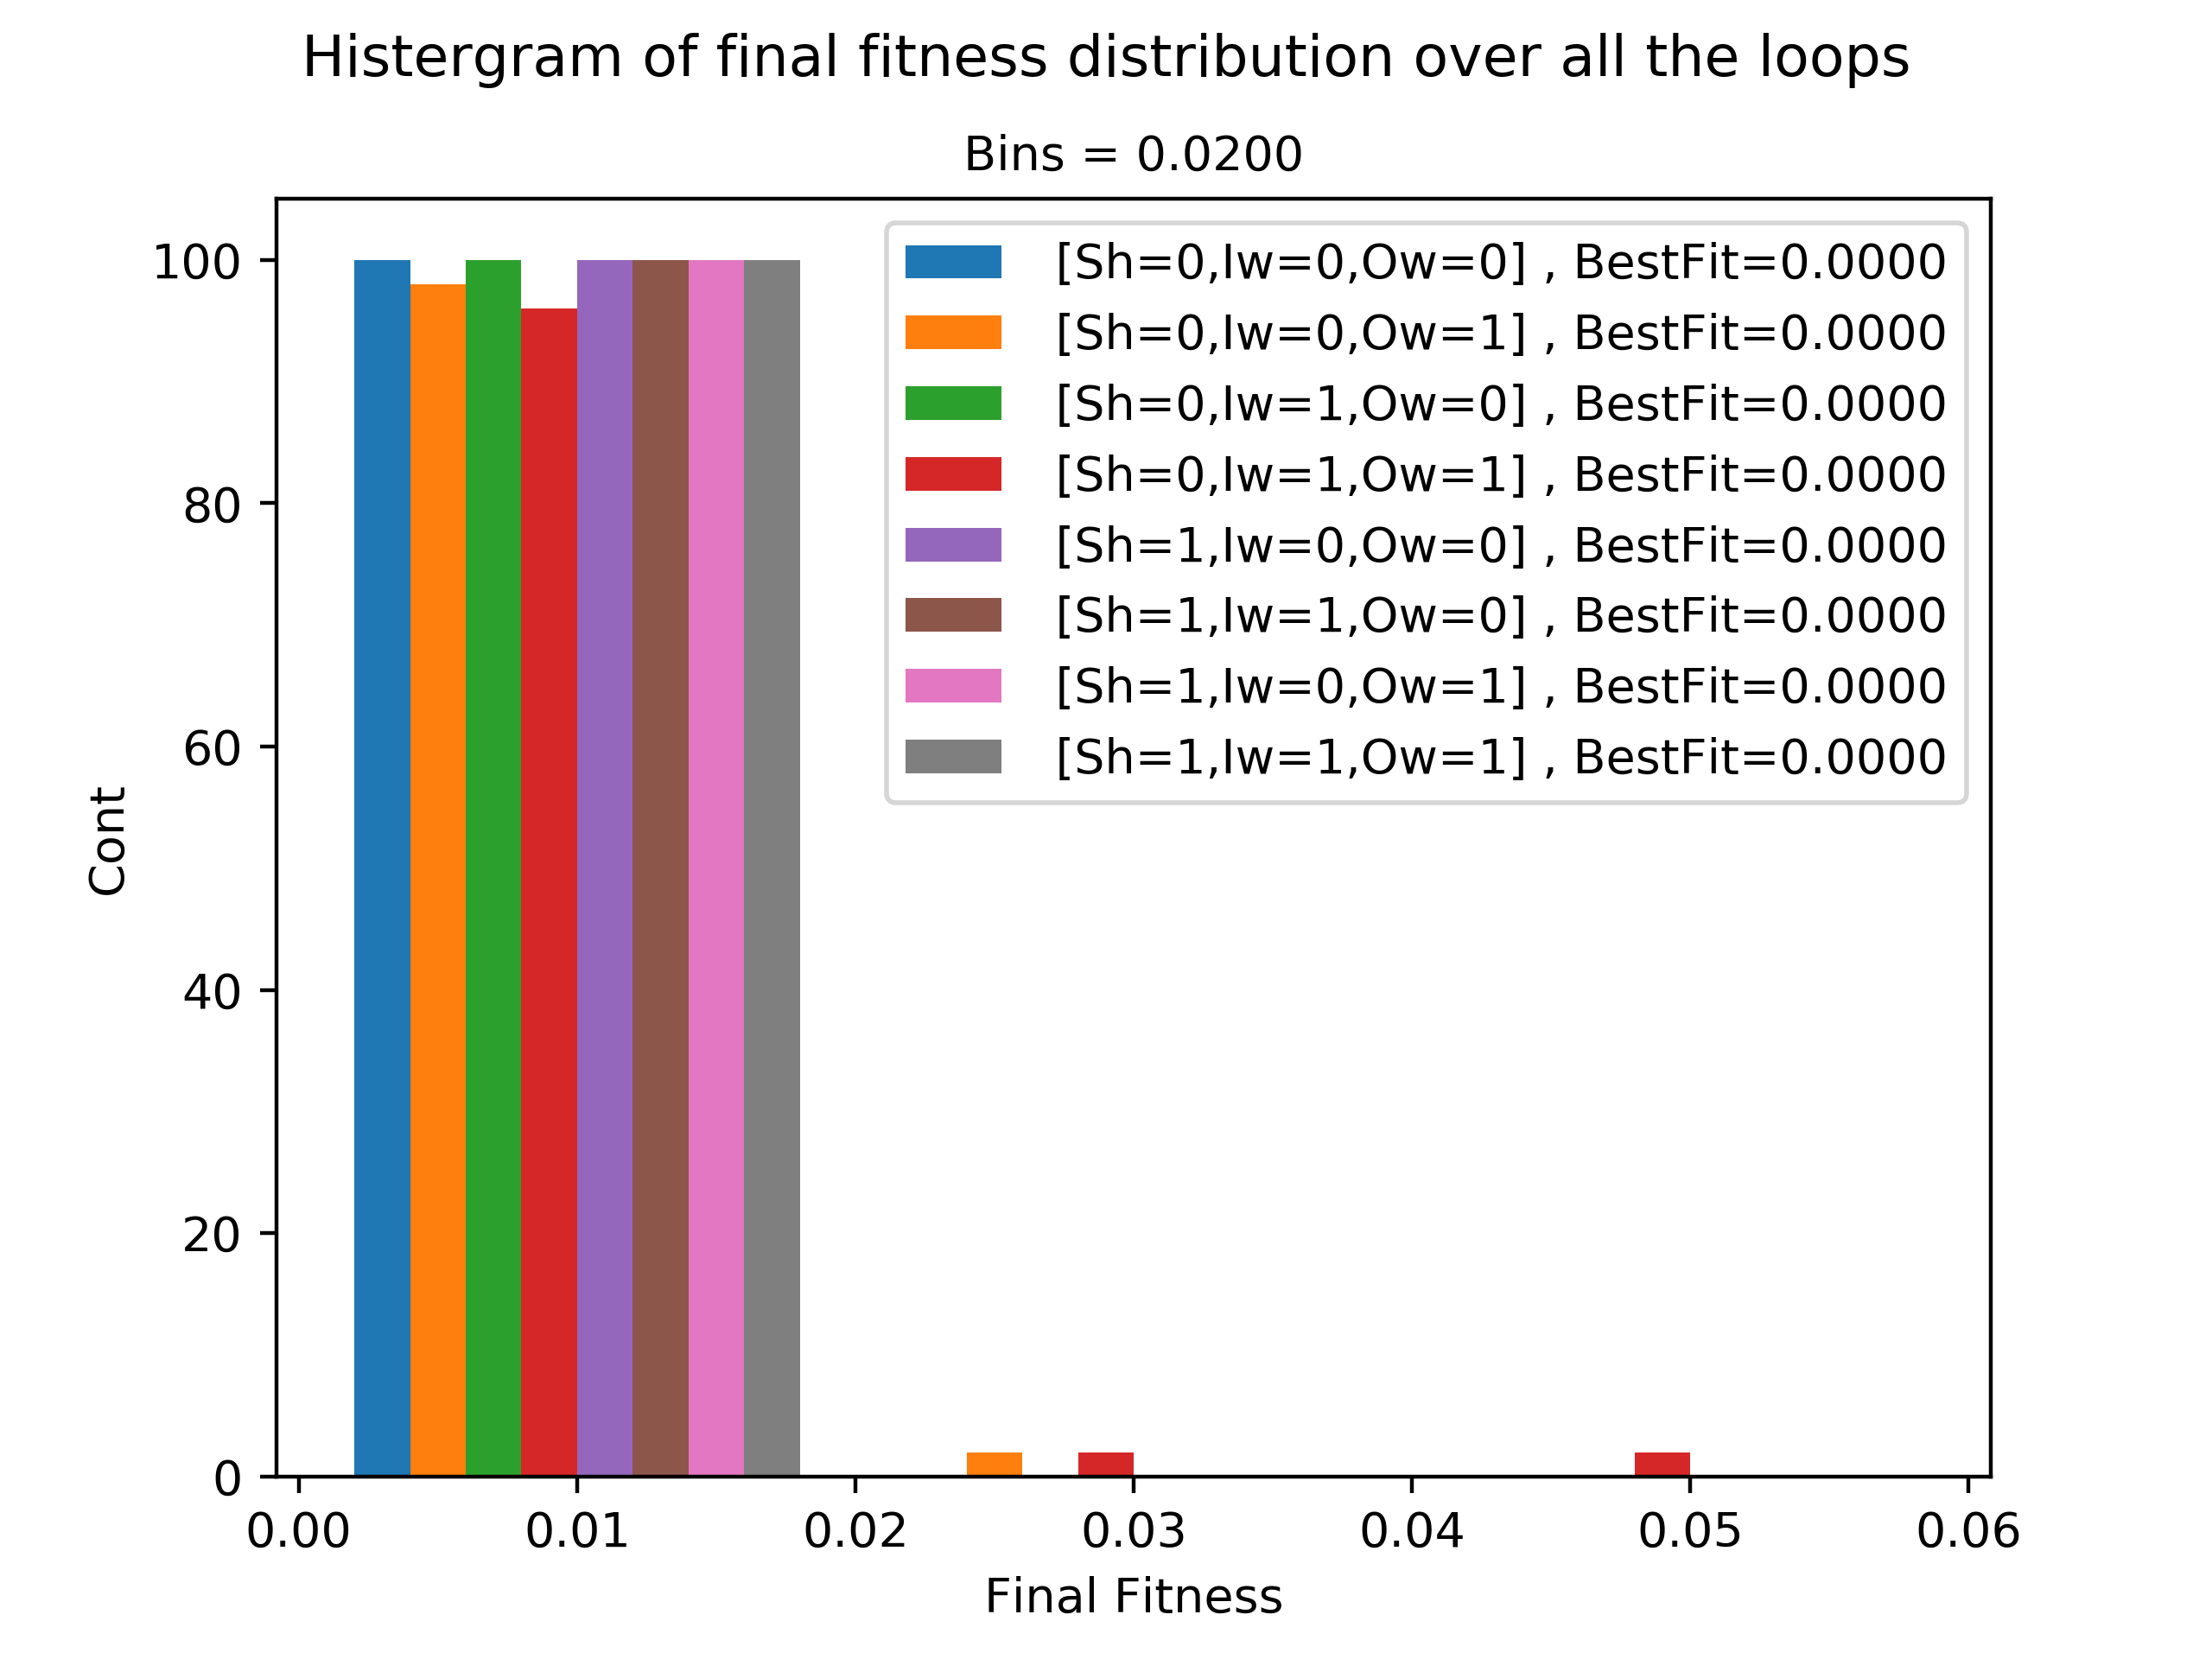 Histergram of final fitness distribution over all the loops
Bins = 0.0200
[Sh=0,Iw=0,Ow=0] , BestFit=0.0000
[Sh=0,Iw=0,Ow=1] , BestFit=0.0000
[Sh=0,Iw=1,Ow=0] , BestFit=0.0000
[Sh=0,Iw=1,Ow=1] , BestFit=0.0000
[Sh=1,Iw=0,Ow=0] , BestFit=0.0000
[Sh=1,Iw=1,Ow=0] , BestFit=0.0000
[Sh=1,Iw=0,Ow=1] , BestFit=0.0000
[Sh=1,Iw=1,Ow=1] , BestFit=0.0000
100
80
60
40
20
0
Cont
0.00 0.01 0.02 0.03 0.04 0.05 0.06
Final Fitness